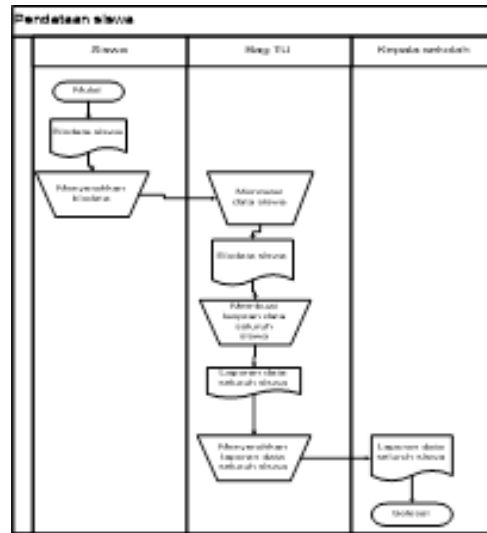 Pendataan siswa
Siswa
Bag TU
Kepala sekolah
Mulai
Biodata siswa
Menyerahkan
biodata
data siswa
Biodata siswa
Membuat
laporan data
seluruh
siswa
Laporan data
seluruh siswa
Menyerahkan
laporan data
seluruh siswa
Laporan data
seluruh siswa
Selesai